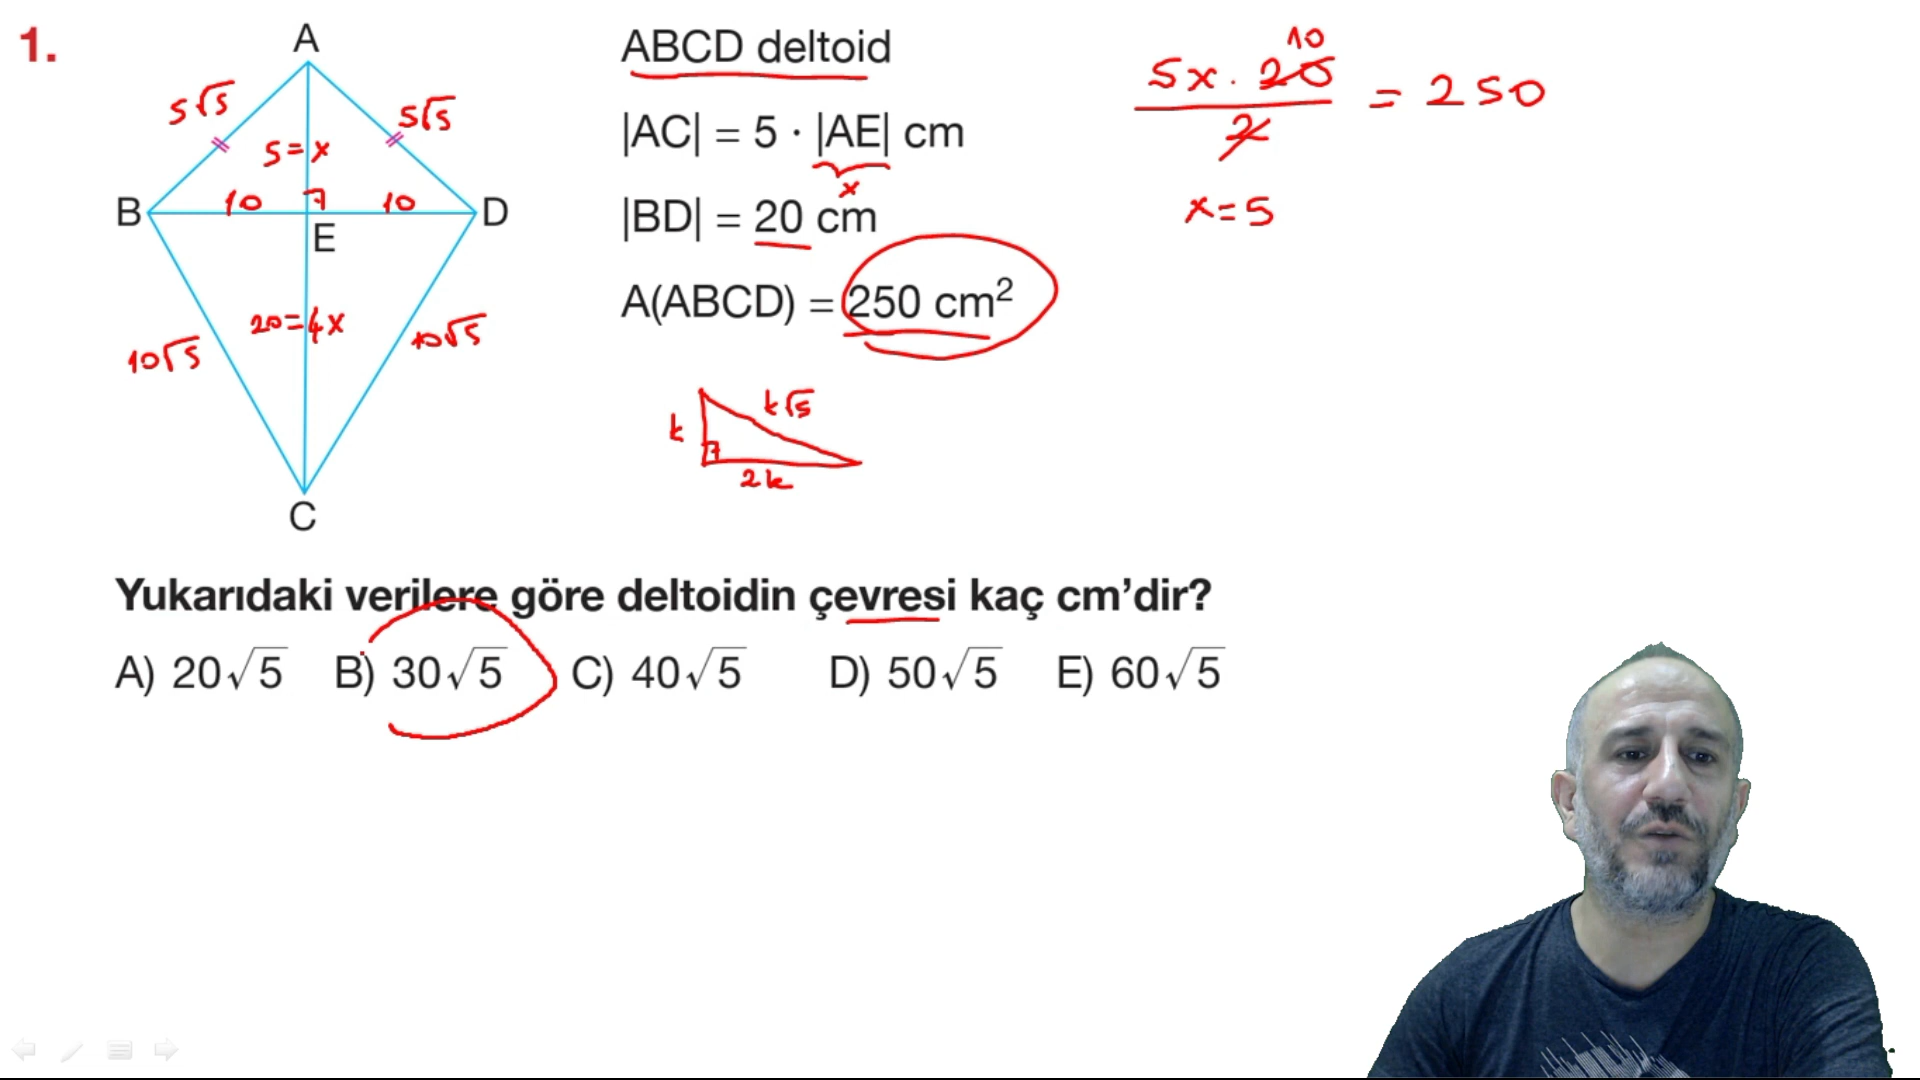 1.
A
5√5
5√5
5=x
B
10
10
D
E
20=4x
10√5
10√5
C
ABCD deltoid
|AC| = 5 · |AE| cm
x
|BD| = 20 cm
A(ABCD) = 250 cm²
k
k√5
2k
10
5x · 20
2
= 250
x=5
Yukarıdaki verilere göre deltoidin çevresi kaç cm’dir?
A) 20√5 B) 30√5 C) 40√5 D) 50√5 E) 60√5